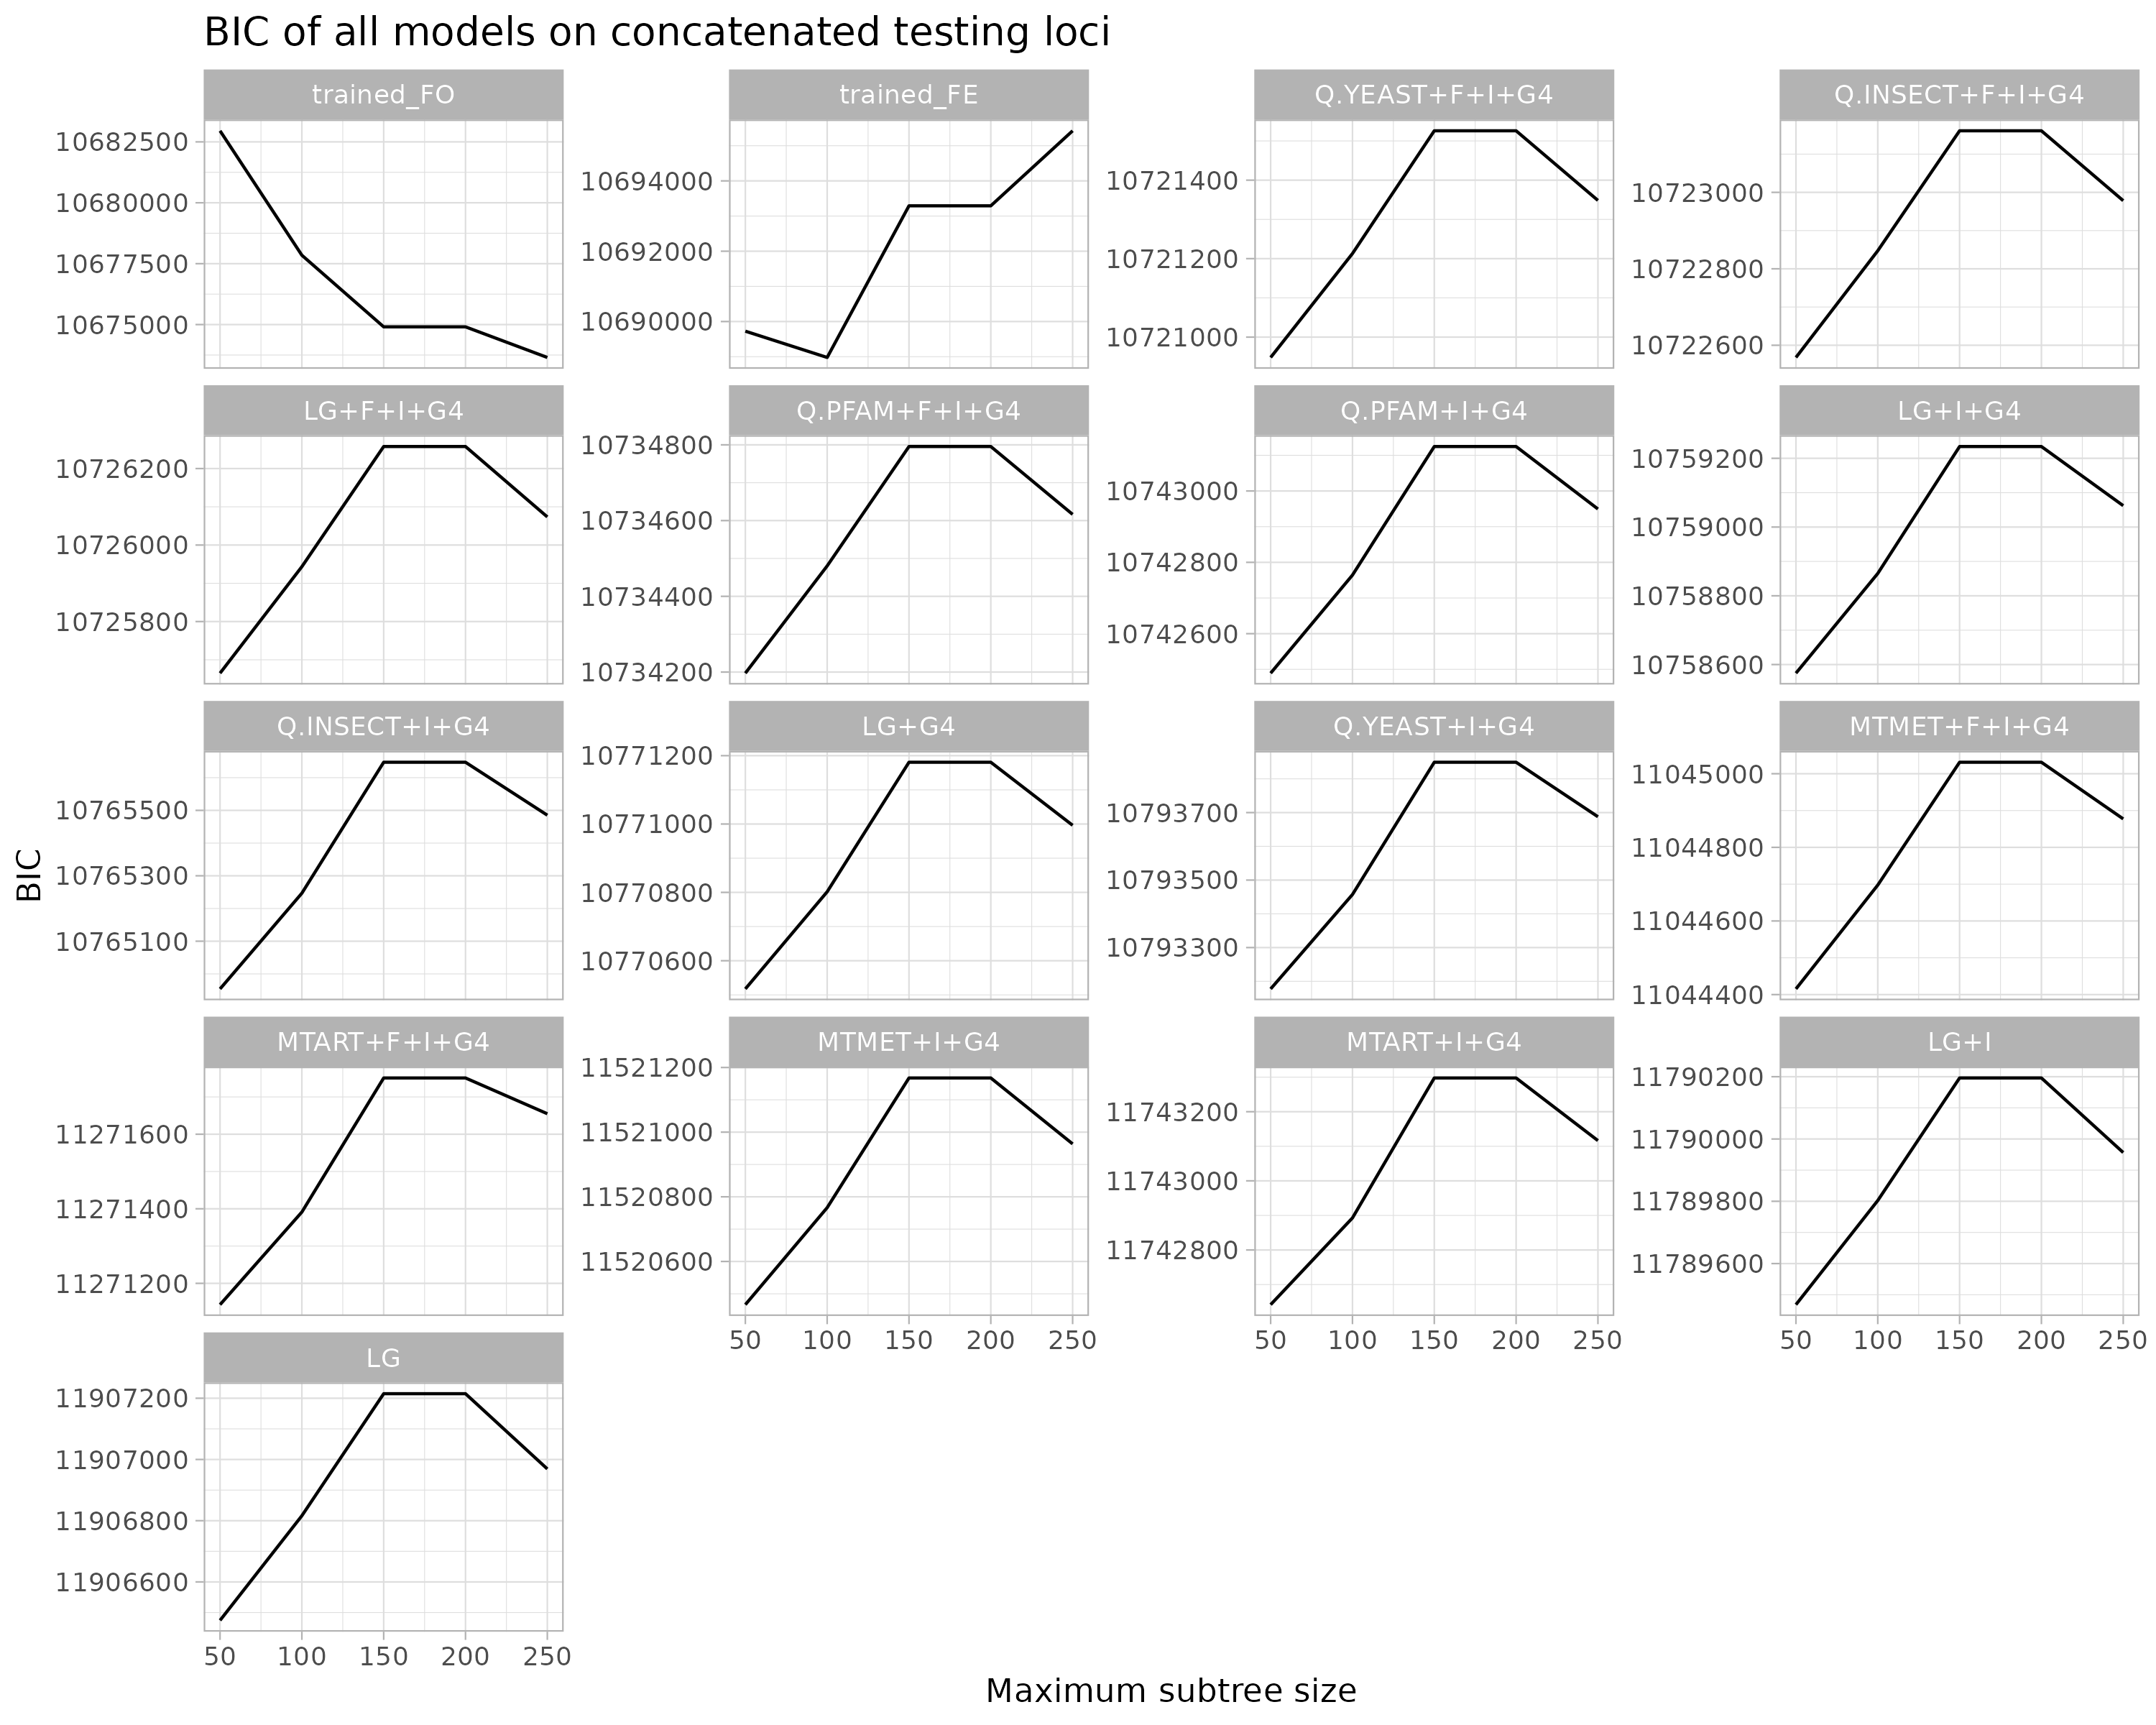 BIC of all models on concatenated testing loci
trained_FO
trained_FE
Q.YEAST+F+I+G4
Q.INSECT+F+I+G4
10682500
10680000
10677500
10675000
10694000
10692000
10690000
10721400
10721200
10721000
10723000
10722800
10722600
LG+F+I+G4
Q.PFAM+F+I+G4
Q.PFAM+I+G4
LG+I+G4
10726200
10726000
10725800
10734800
10734600
10734400
10734200
10743000
10742800
10742600
10759200
10759000
10758800
10758600
Q.INSECT+I+G4
LG+G4
Q.YEAST+I+G4
MTMET+F+I+G4
10765500
10765300
10765100
10771200
10771000
10770800
10770600
10793700
10793500
10793300
11045000
11044800
11044600
11044400
MTART+F+I+G4
MTMET+I+G4
MTART+I+G4
LG+I
11271600
11271400
11271200
11521200
11521000
11520800
11520600
11743200
11743000
11742800
11790200
11790000
11789800
11789600
50 100 150 200 250
50 100 150 200 250
50 100 150 200 250
LG
11907200
11907000
11906800
11906600
50 100 150 200 250
BIC
Maximum subtree size